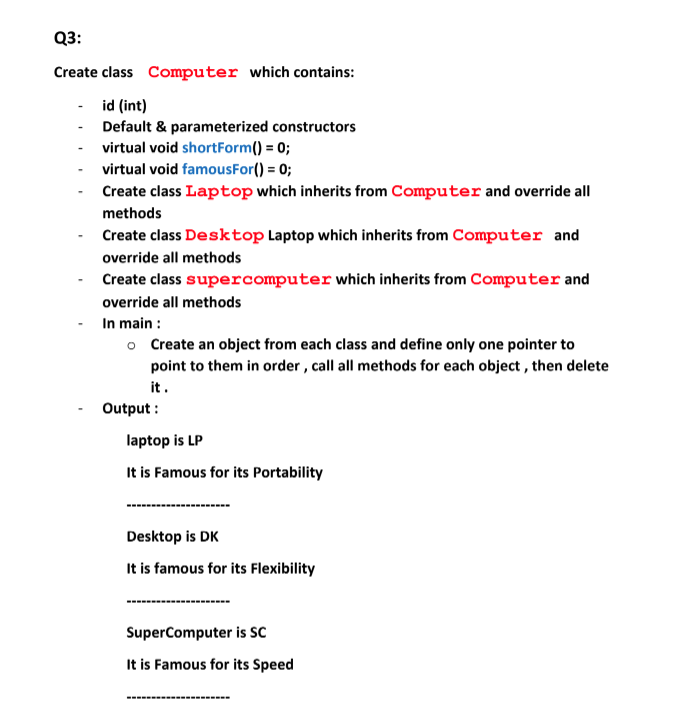 Q3:
Create class Computer which contains:
- id (int)
- Default & parameterized constructors
- virtual void shortForm() = 0;
- virtual void famousFor() = 0;
- Create class Laptop which inherits from Computer and override all
methods
- Create class Desktop Laptop which inherits from Computer and
override all methods
- Create class supercomputer which inherits from Computer and
override all methods
- In main :
o Create an object from each class and define only one pointer to
point to them in order , call all methods for each object , then delete
it .
- Output :
laptop is LP
It is Famous for its Portability
---------------------
Desktop is DK
It is famous for its Flexibility
---------------------
SuperComputer is SC
It is Famous for its Speed
---------------------